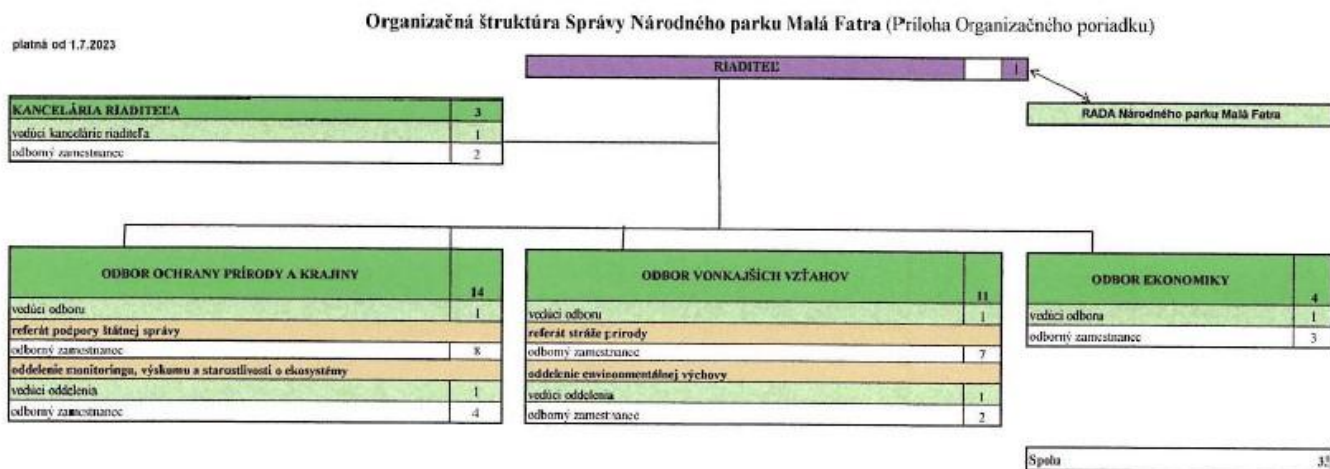 Organizačná štruktúra Správy Národného parku Malá Fatra (Príloha Organizačného poriadku)
platná od 1.7.2023
RIADITEĽ 1
RADA Národného parku Malá Fatra
KANCELÁRIA RIADITEĽA 3
vedúci kancelárie riaditeľa 1
odborný zamestnanec 2
ODBOR OCHRANY PRÍRODY A KRAJINY 14
vedúci odboru 1
referát podpory štátnej správy
odborný zamestnanec 8
oddelenie monitoringu, výskumu a starostlivosti o ekosystémy
vedúci oddelenia 1
odborný zamestnanec 4
ODBOR VONKAJŠÍCH VZŤAHOV 11
vedúci odboru 1
referát stráže prírody
odborný zamestnanec 7
oddelenie environmentálnej výchovy
vedúci oddelenia 1
odborný zamestnanec 2
ODBOR EKONOMIKY 4
vedúci odboru 1
odborný zamestnanec 3
Spolu